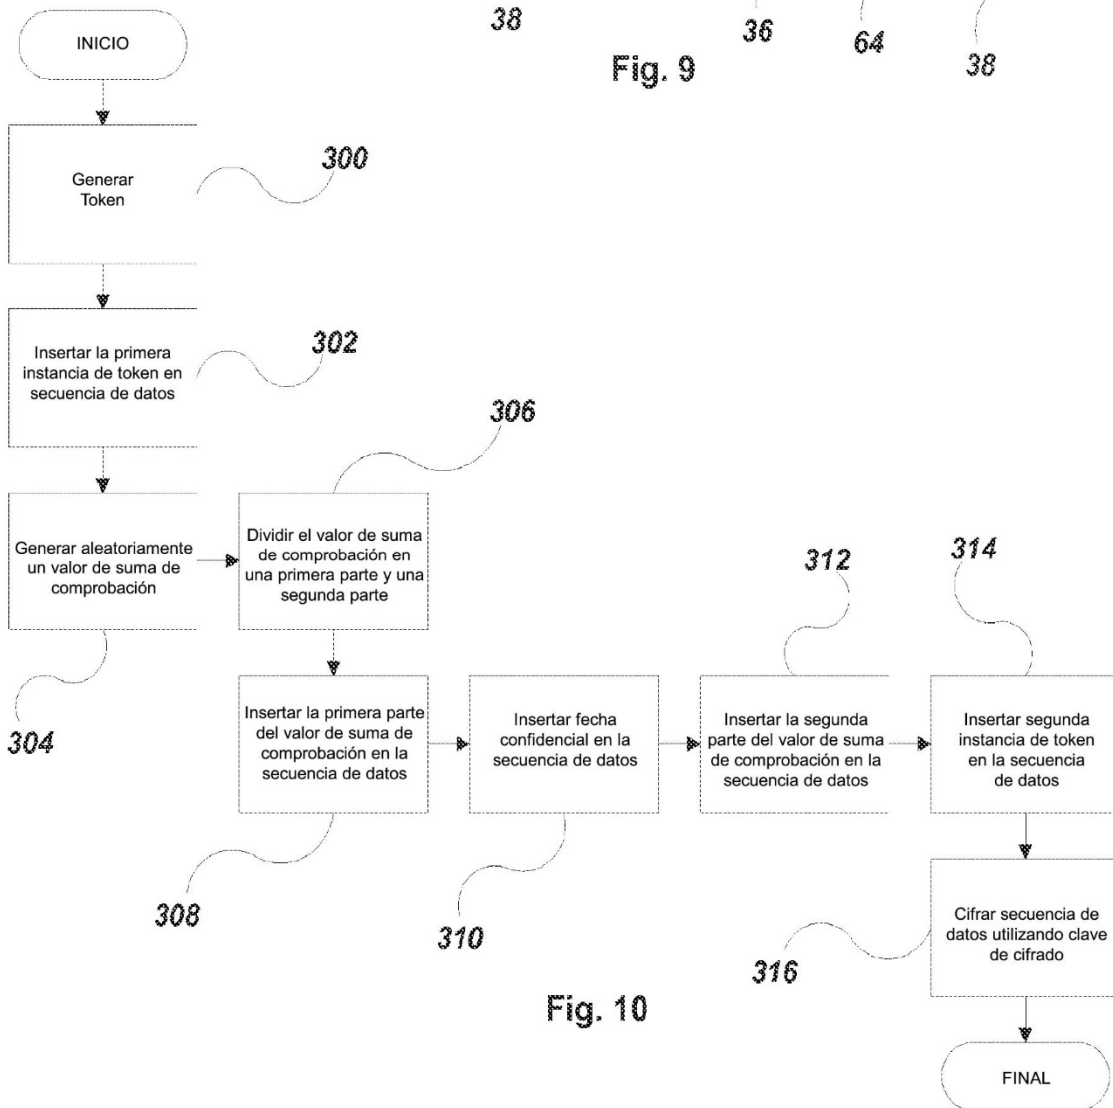 38
36
64
38
Fig. 9
INICIO
300
Generar
Token
302
Insertar la primera
instancia de token en
secuencia de datos
306
Generar aleatoriamente
un valor de suma de
comprobación
304
Dividir el valor de suma
de comprobación en
una primera parte y una
segunda parte
312
314
Insertar la primera parte
del valor de suma de
comprobación en la
secuencia de datos
308
Insertar fecha
confidencial en la
secuencia de datos
310
Insertar la segunda
parte del valor de suma
de comprobación en la
secuencia de datos
Insertar segunda
instancia de token
en la secuencia
de datos
Cifrar secuencia de
datos utilizando clave
de cifrado
316
Fig. 10
FINAL